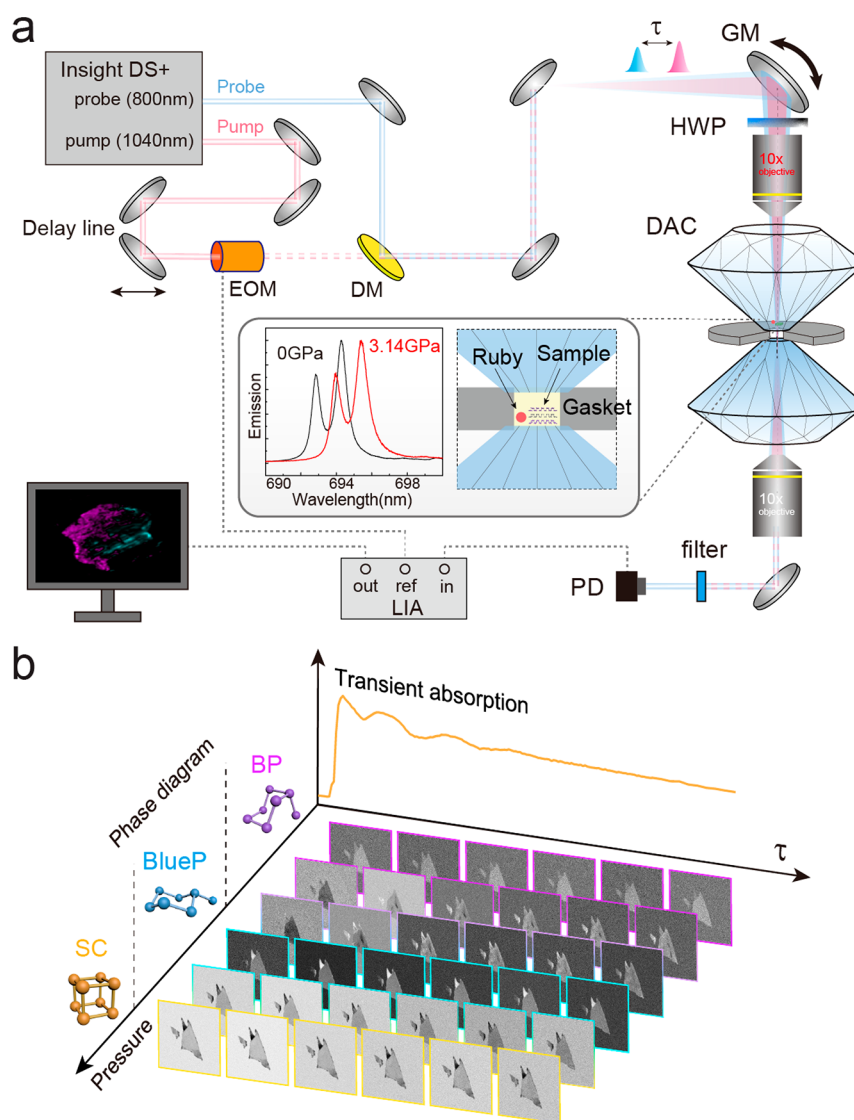 a
Insight DS+
probe (800nm)
pump (1040nm)
Probe
Pump
Delay line
EOM
DM
τ
GM
HWP
10x
objective
DAC
0GPa
3.14GPa
Emission
690
694
698
Wavelength(nm)
Ruby
Sample
Gasket
10x
objective
filter
PD
out
ref
in
LIA
b
Transient absorption
τ
Phase diagram
BP
BlueP
SC
Pressure